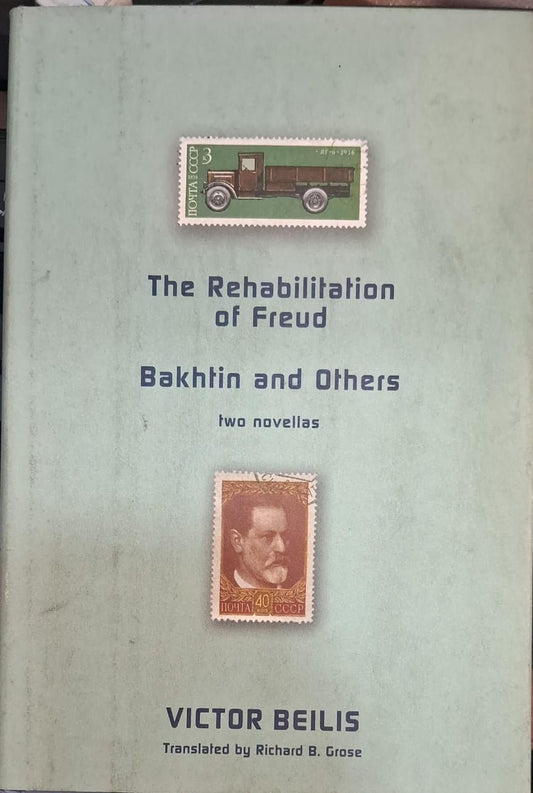 ПОЧТА СССР
3
The Rehabilitation
of Freud
Bakhtin and Others
two novellas
ПОЧТА 40 СССР
VICTOR BEILIS
Translated by Richard B. Grose